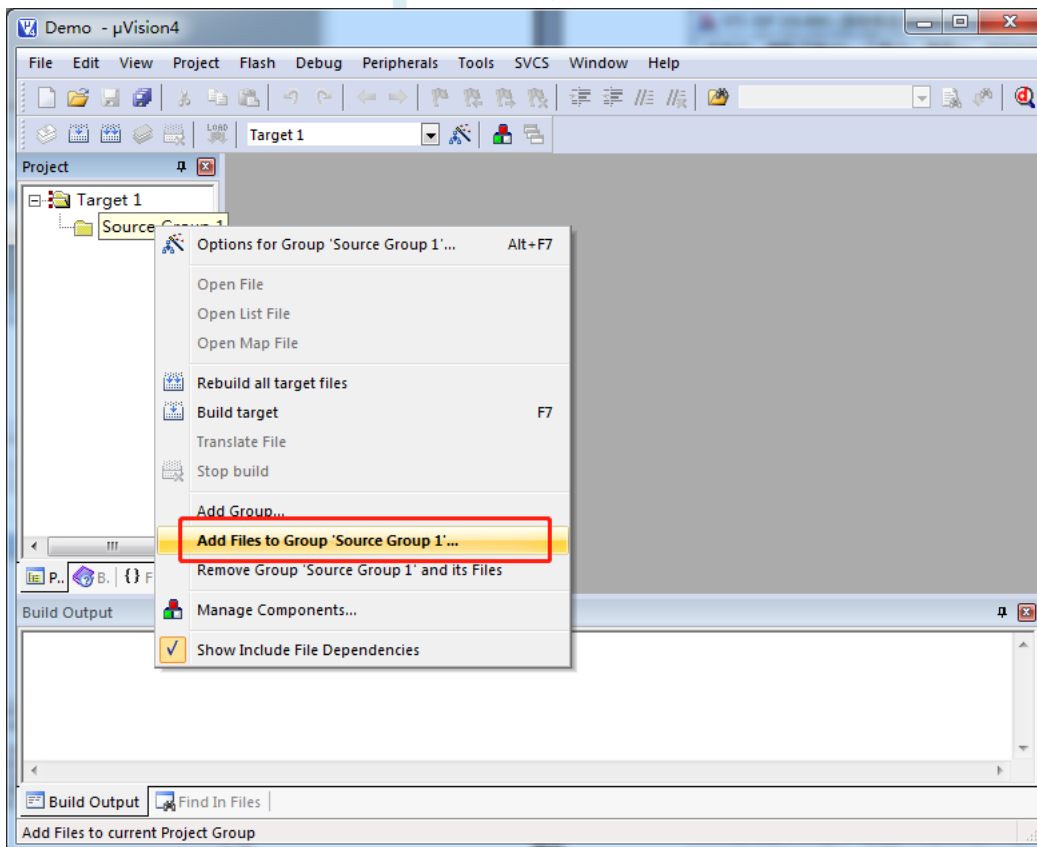 Demo - µVision4
File Edit View Project Flash Debug Peripherals Tools SVCS Window Help
LOAD Target 1
Project
Target 1
Source Group 1
Options for Group 'Source Group 1'... Alt+F7
Open File
Open List File
Open Map File
Rebuild all target files
Build target F7
Translate File
Stop build
Add Group...
Add Files to Group 'Source Group 1'...
Remove Group 'Source Group 1' and its Files
Manage Components...
Show Include File Dependencies
P.. B. {} F
Build Output
Build Output Find In Files
Add Files to current Project Group